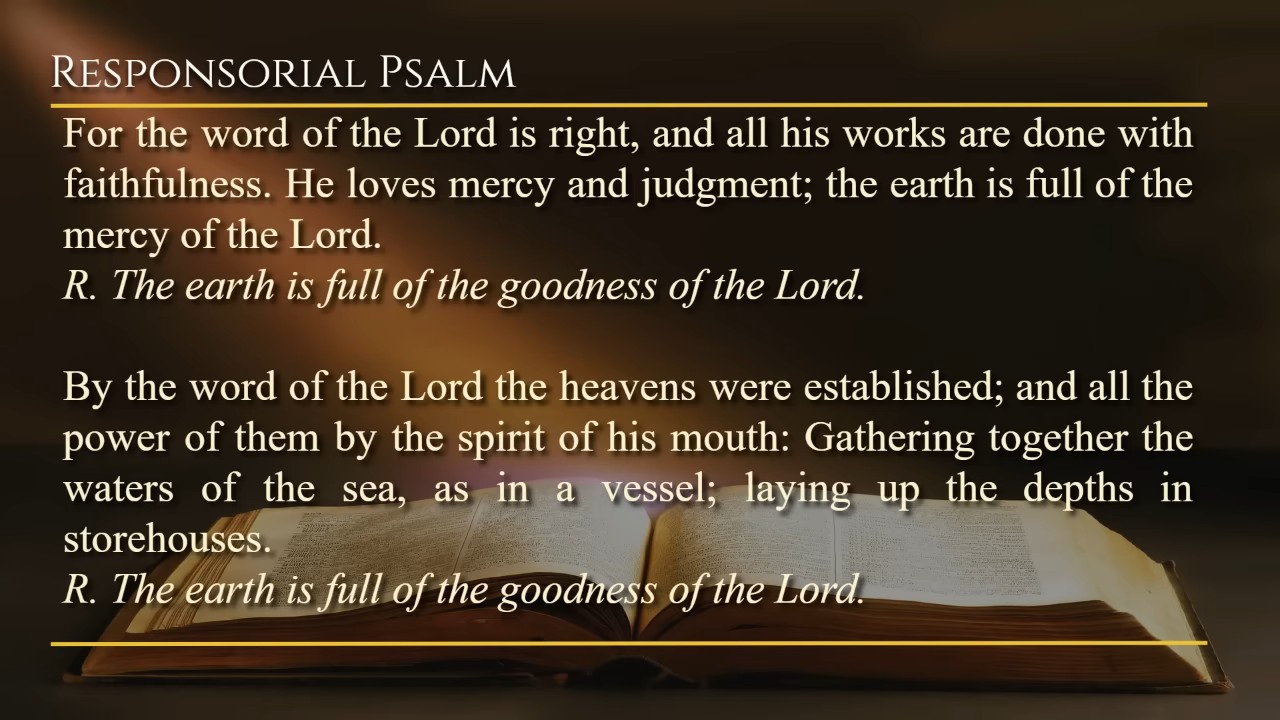 Responsorial Psalm
For the word of the Lord is right, and all his works are done with
faithfulness. He loves mercy and judgment; the earth is full of the
mercy of the Lord.
R. The earth is full of the goodness of the Lord.
By the word of the Lord the heavens were established; and all the
power of them by the spirit of his mouth: Gathering together the
waters of the sea, as in a vessel; laying up the depths in
storehouses.
R. The earth is full of the goodness of the Lord.